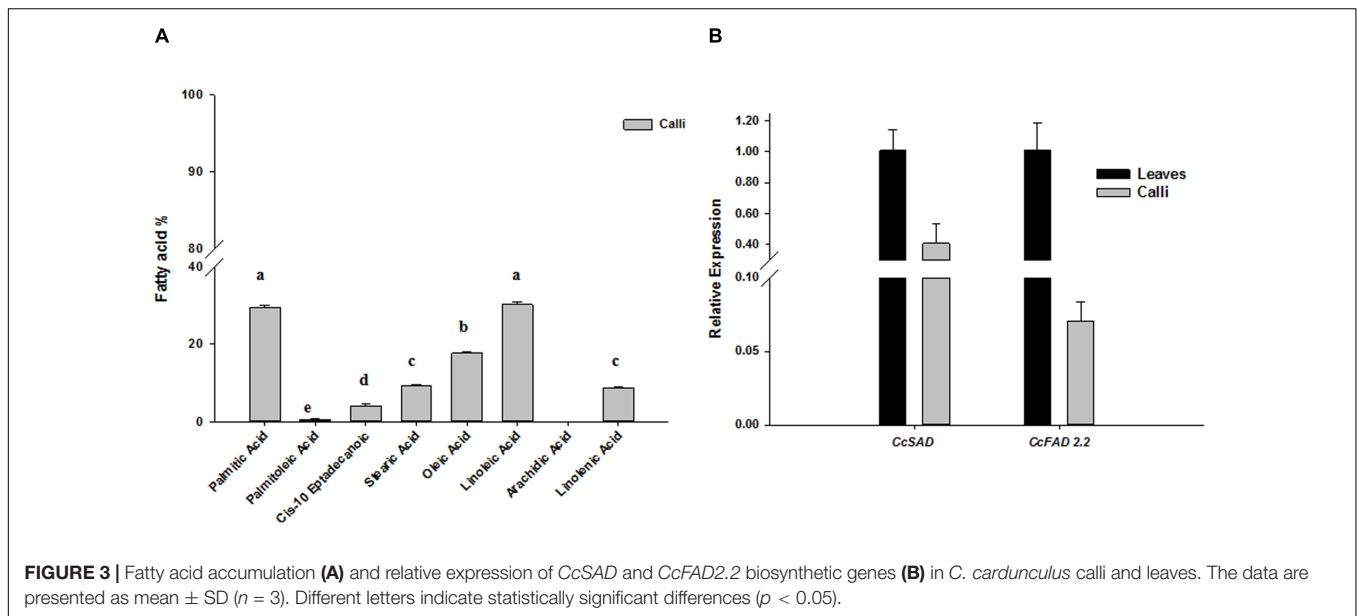 A
100
90
80
40
20
0
Fatty acid %
Calli
a
e
d
c
b
a
c
Palmitic Acid
Palmitoleic Acid
Cis-10 Eptadecanoic
Stearic Acid
Oleic Acid
Linoleic Acid
Arachidic Acid
Linolenic Acid
B
1.20
1.00
0.80
0.60
0.40
0.10
0.05
0.00
Relative Expression
Leaves
Calli
CcSAD
CcFAD 2.2
FIGURE 3 | Fatty acid accumulation (A) and relative expression of CcSAD and CcFAD2.2 biosynthetic genes (B) in C. cardunculus calli and leaves. The data are
presented as mean ± SD (n = 3). Different letters indicate statistically significant differences (p < 0.05).